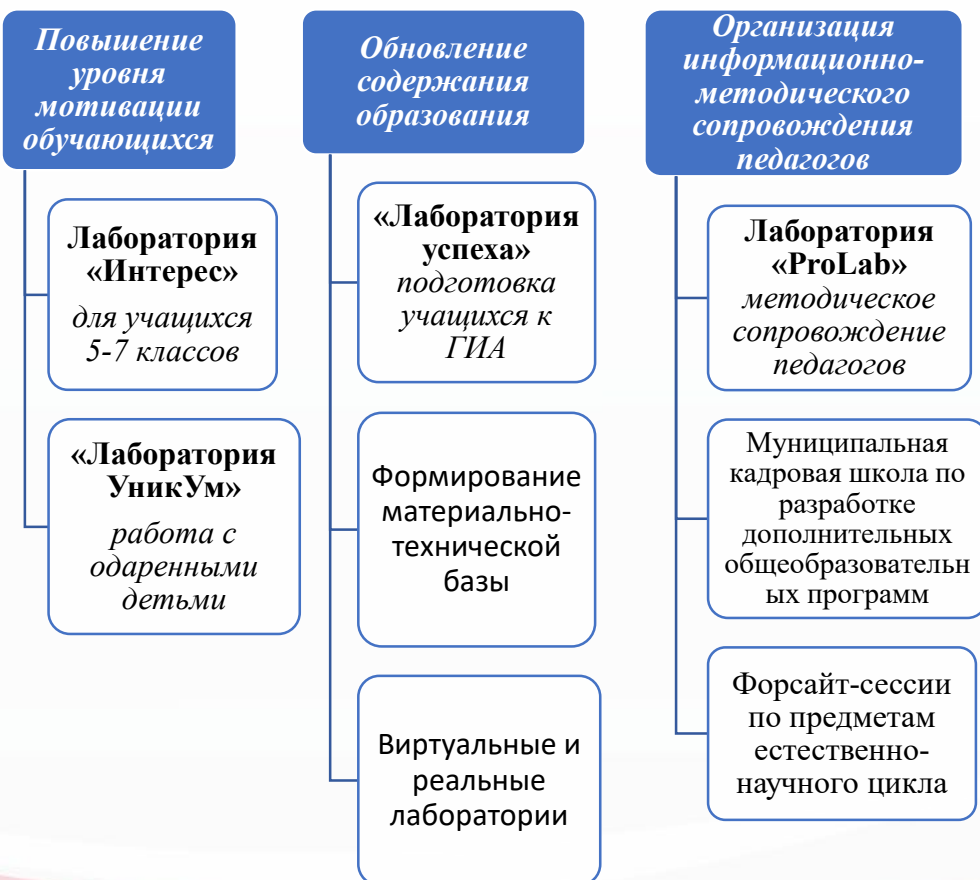 Повышение
уровня
мотивации
обучающихся
Лаборатория
«Интерес»
для учащихся
5-7 классов
«Лаборатория
УникУм»
работа с
одаренными
детьми
Обновление
содержания
образования
«Лаборатория
успеха»
подготовка
учащихся к
ГИА
Формирование
материально-
технической
базы
Виртуальные и
реальные
лаборатории
Организация
информационно-
методического
сопровождения
педагогов
Лаборатория
«ProLab»
методическое
сопровождение
педагогов
Муниципальная
кадровая школа по
разработке
дополнительных
общеобразовательн
ых программ
Форсайт-сессии
по предметам
естественно-
научного цикла